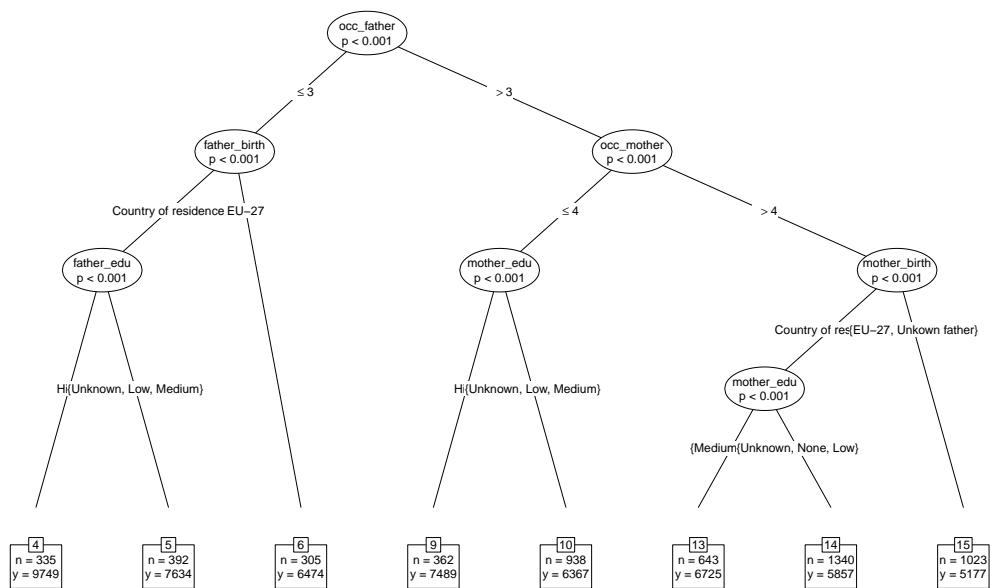 occ_father
p < 0.001
≤ 3
> 3
father_birth
p < 0.001
occ_mother
p < 0.001
Country of residence EU−27
≤ 4
> 4
father_edu
p < 0.001
mother_edu
p < 0.001
mother_birth
p < 0.001
Country of res {EU−27, Unkown father}
Hi {Unknown, Low, Medium}
Hi {Unknown, Low, Medium}
mother_edu
p < 0.001
{Medium {Unknown, None, Low}
4
n = 335
y = 9749
5
n = 392
y = 7634
6
n = 305
y = 6474
9
n = 362
y = 7489
10
n = 938
y = 6367
13
n = 643
y = 6725
14
n = 1340
y = 5857
15
n = 1023
y = 5177